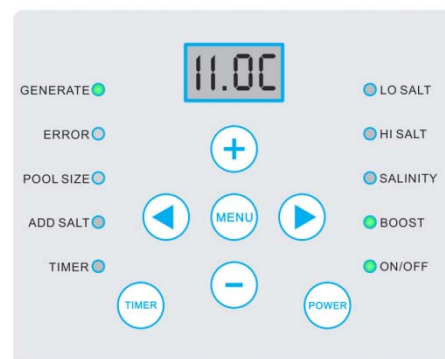 11.0C
GENERATE
LO SALT
ERROR
HI SALT
POOL SIZE
SALINITY
ADD SALT
MENU
BOOST
TIMER
ON/OFF
TIMER
POWER